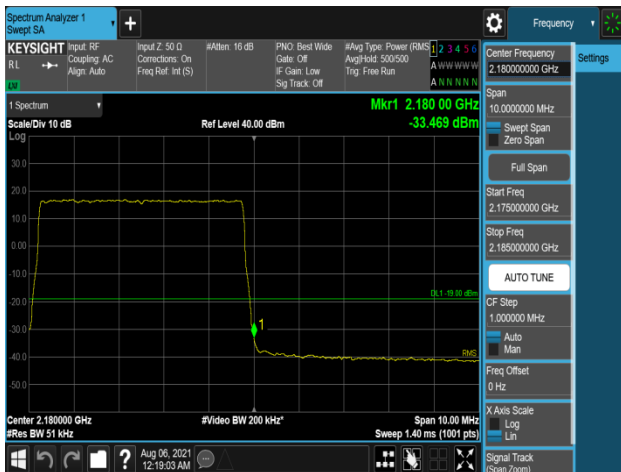 Spectrum Analyzer 1
Swept SA
+
Frequency
KEYSIGHT
RL
LXI
Input: RF
Coupling: AC
Align: Auto
Input Z: 50 Ω
Corrections: On
Freq Ref: Int (S)
#Atten: 16 dB
PNO: Best Wide
Gate: Off
IF Gain: Low
Sig Track: Off
#Avg Type: Power (RMS
Avg|Hold: 500/500
Trig: Free Run
1 2 3 4 5 6
A W W W W W
A N N N N N
1 Spectrum
Scale/Div 10 dB
Ref Level 40.00 dBm
Mkr1 2.180 00 GHz
-33.469 dBm
Log
30.0
20.0
10.0
0.00
-10.0
-20.0
-30.0
-40.0
-50.0
DL1 -19.00 dBm
1
RMS
Center 2.180000 GHz
#Res BW 51 kHz
#Video BW 200 kHz*
Span 10.00 MHz
Sweep 1.40 ms (1001 pts)
Aug 06, 2021
12:19:03 AM
?
Center Frequency
2.180000000 GHz
Settings
Span
10.0000000 MHz
Swept Span
Zero Span
Full Span
Start Freq
2.175000000 GHz
Stop Freq
2.185000000 GHz
AUTO TUNE
CF Step
1.000000 MHz
Auto
Man
Freq Offset
0 Hz
X Axis Scale
Log
Lin
Signal Track
(Span Zoom)